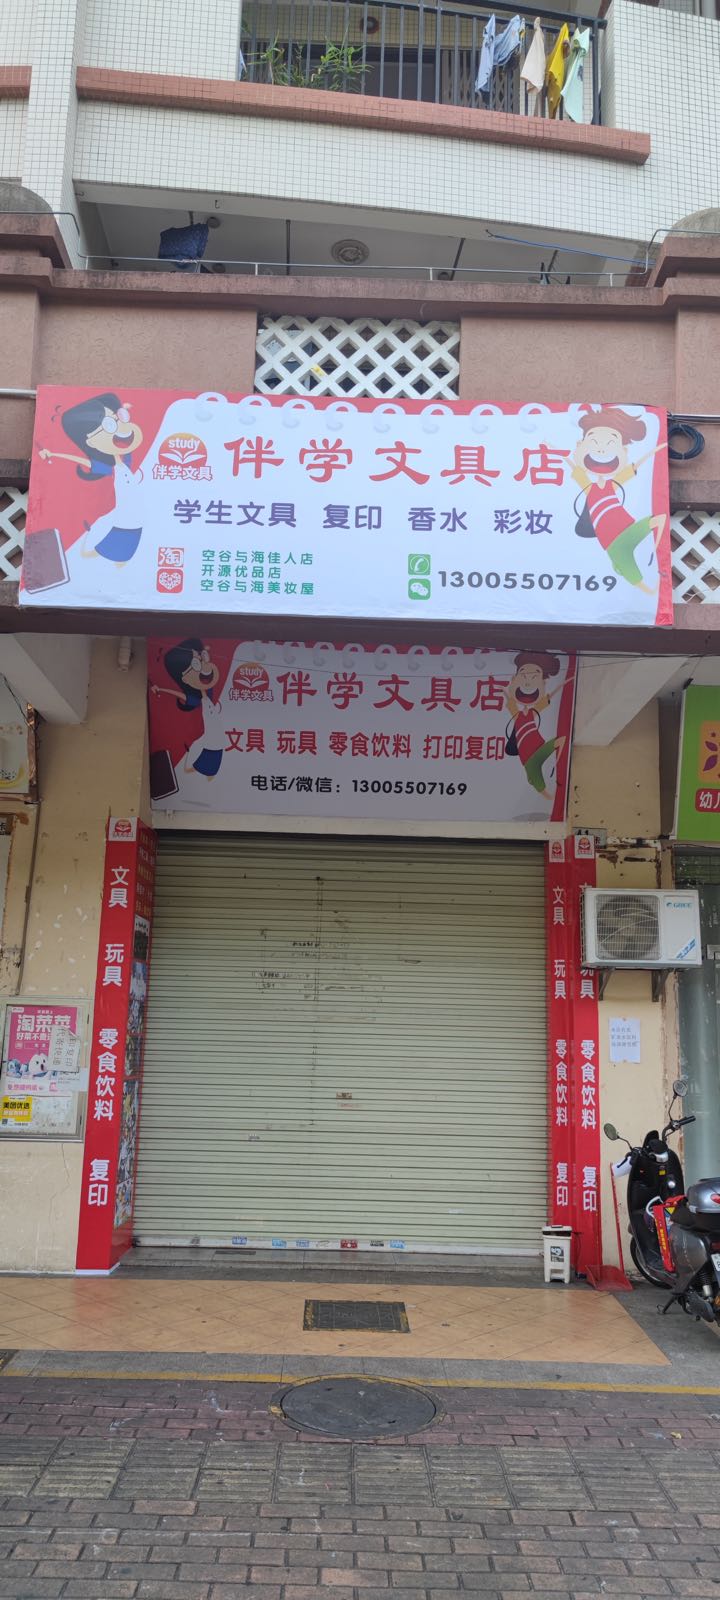 study
伴学文具
伴学文具店
学生文具 复印 香水 彩妆
淘
空谷与海佳人店
开源优品店
空谷与海美妆屋
13005507169
study
伴学文具
伴学文具店
文具 玩具 零食饮料 打印复印
电话/微信：13005507169
文具 玩具 零食饮料 复印
文具 玩具 零食饮料 复印
玩具 零食饮料 复印
淘菜菜
美团优选
GREE
幼儿